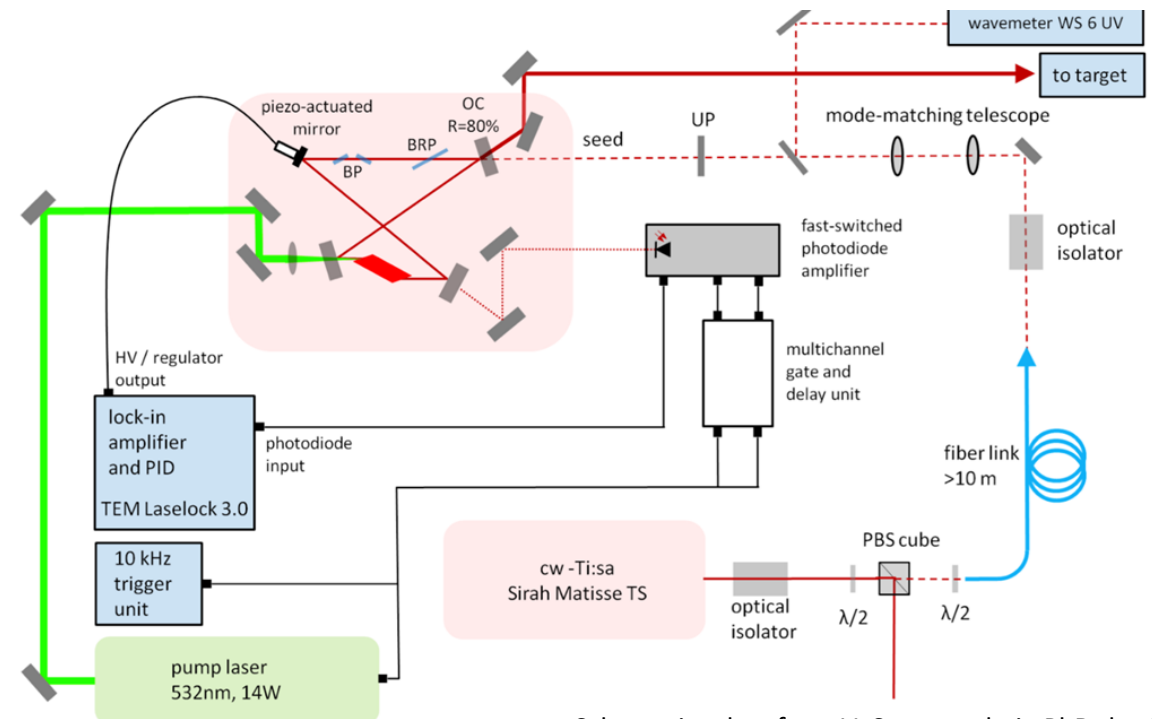 wavemeter WS 6 UV
to target
piezo-actuated
mirror
OC
R=80%
BRP
BP
seed
UP
mode-matching telescope
optical
isolator
fast-switched
photodiode
amplifier
multichannel
gate and
delay unit
HV / regulator
output
lock-in
amplifier
and PID
TEM Laselock 3.0
photodiode
input
fiber link
>10 m
10 kHz
trigger
unit
cw -Ti:sa
Sirah Matisse TS
optical
isolator
λ/2
PBS cube
λ/2
pump laser
532nm, 14W